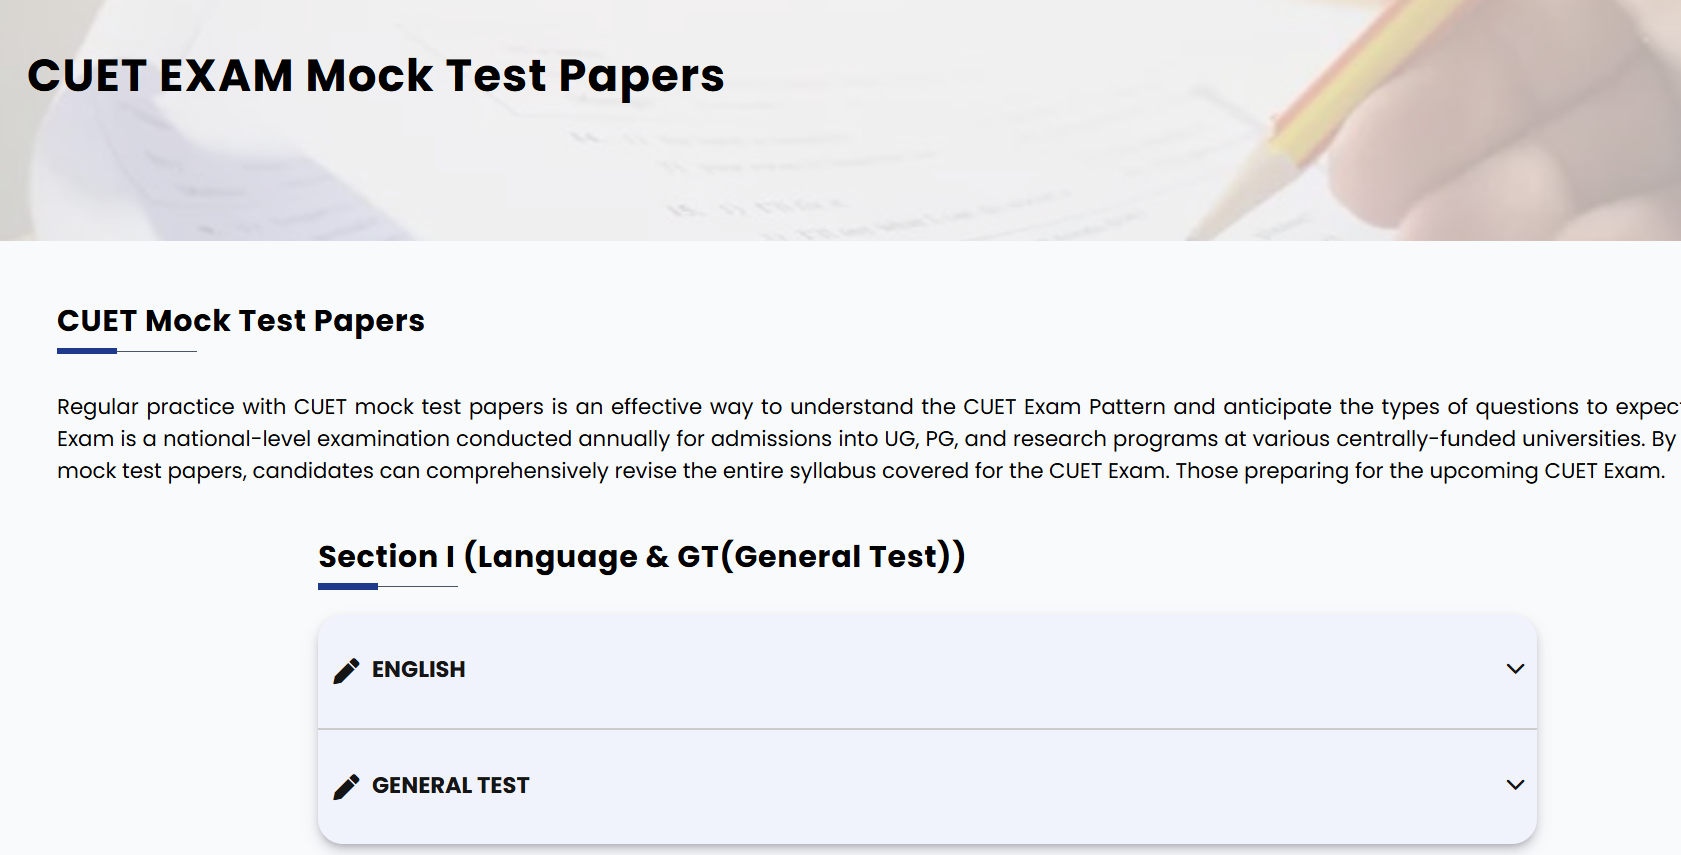 CUET EXAM Mock Test Papers
CUET Mock Test Papers
Regular practice with CUET mock test papers is an effective way to understand the CUET Exam Pattern and anticipate the types of questions to
Exam is a national-level examination conducted annually for admissions into UG, PG, and research programs at various centrally-funded universities. By
mock test papers, candidates can comprehensively revise the entire syllabus covered for the CUET Exam. Those preparing for the upcoming CUET Exam.
Section I (Language & GT(General Test))
ENGLISH
GENERAL TEST